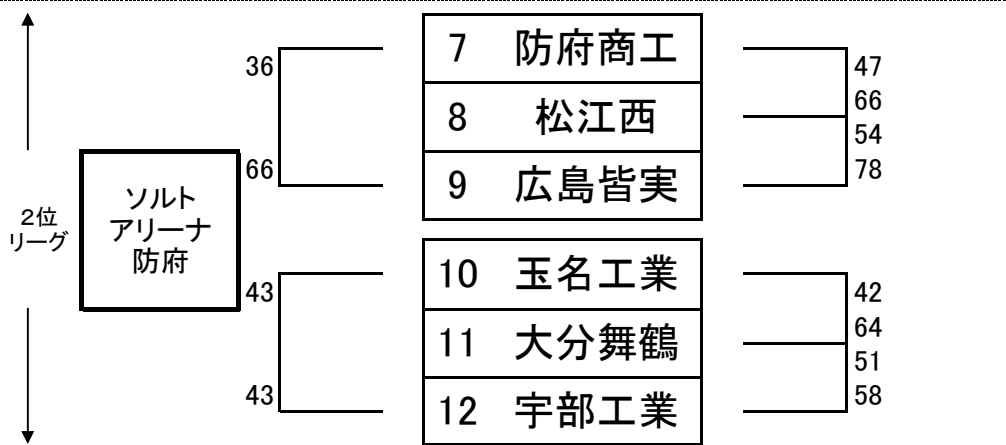 2位
リーグ
ソルト
アリーナ
防府
36
66
7 防府商工
8 松江西
9 広島皆実
47
66
54
78
43
43
10 玉名工業
11 大分舞鶴
12 宇部工業
42
64
51
58